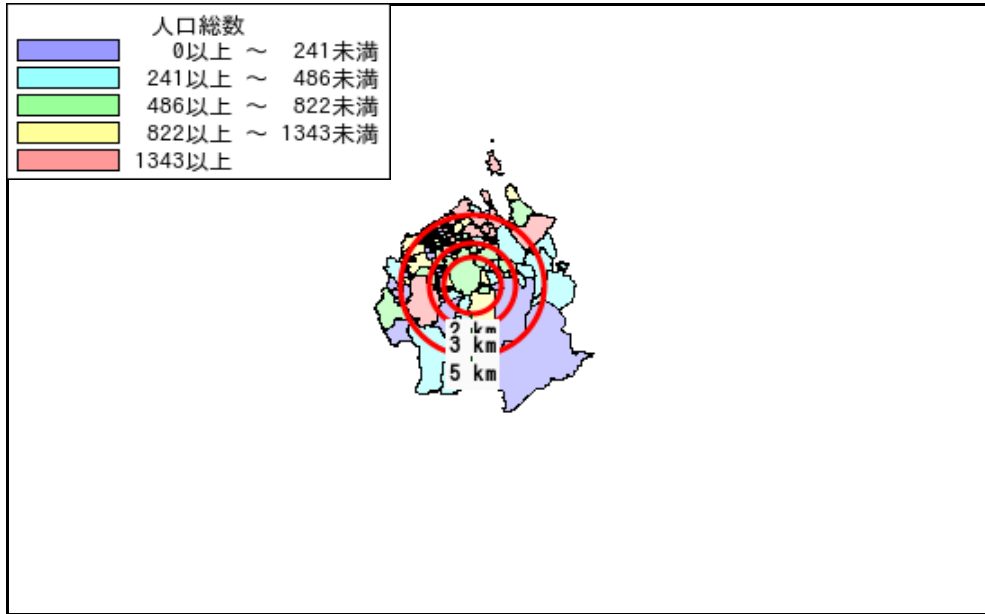 人口総数
0以上 ～ 241未満
241以上 ～ 486未満
486以上 ～ 822未満
822以上 ～ 1343未満
1343以上
2 km
3 km
5 km